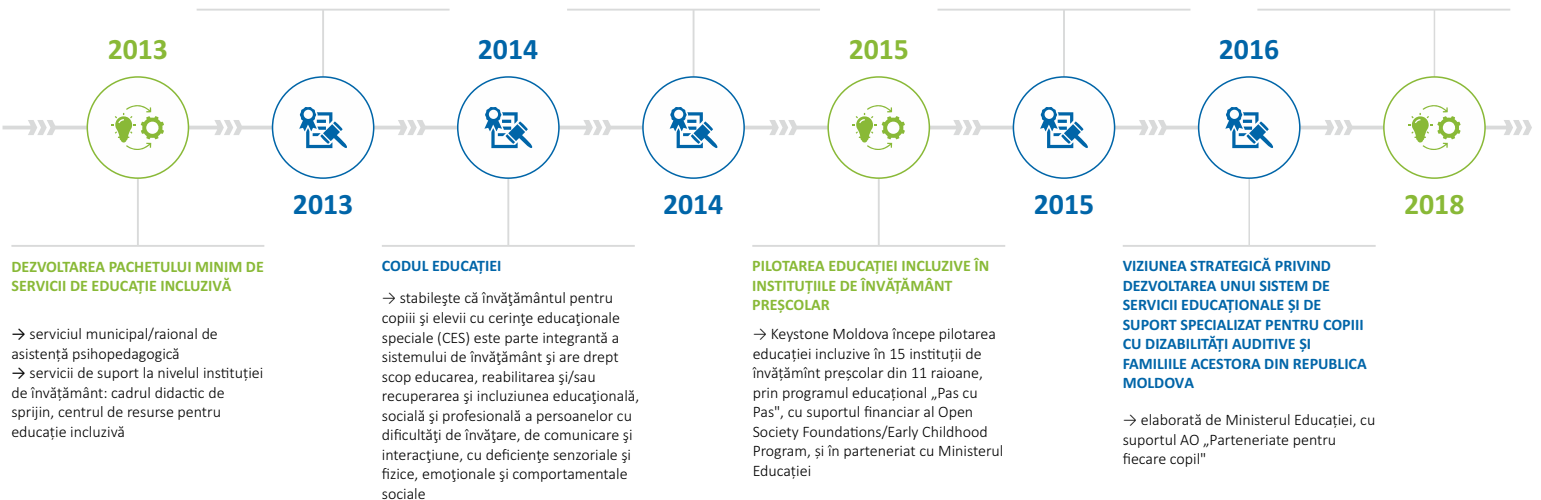 2013
2014
2015
2016
2013
2014
2015
2018
DEZVOLTAREA PACHETULUI MINIM DE
SERVICII DE EDUCAȚIE INCLUZIVĂ
→ serviciul municipal/raional de
asistență psihopedagogică
→ servicii de suport la nivelul instituției
de învățământ: cadrul didactic de
sprijin, centrul de resurse pentru
educație incluzivă
CODUL EDUCAȚIEI
→ stabileşte că învăţământul pentru
copiii şi elevii cu cerinţe educaţionale
speciale (CES) este parte integrantă a
sistemului de învăţământ şi are drept
scop educarea, reabilitarea şi/sau
recuperarea şi incluziunea educaţională,
socială şi profesională a persoanelor cu
dificultăţi de învăţare, de comunicare şi
interacţiune, cu deficienţe senzoriale şi
fizice, emoţionale şi comportamentale
sociale
PILOTAREA EDUCAȚIEI INCLUZIVE ÎN
INSTITUȚIILE DE ÎNVĂȚĂMÂNT
PREȘCOLAR
→ Keystone Moldova începe pilotarea
educației incluzive în 15 instituții de
învățămînt preșcolar din 11 raioane,
prin programul educațional „Pas cu
Pas", cu suportul financiar al Open
Society Foundations/Early Childhood
Program, și în parteneriat cu Ministerul
Educației
VIZIUNEA STRATEGICĂ PRIVIND
DEZVOLTAREA UNUI SISTEM DE
SERVICII EDUCAȚIONALE ȘI DE
SUPORT SPECIALIZAT PENTRU COPIII
CU DIZABILITĂȚI AUDITIVE ȘI
FAMILIILE ACESTORA DIN REPUBLICA
MOLDOVA
→ elaborată de Ministerul Educației, cu
suportul AO „Parteneriate pentru
fiecare copil"